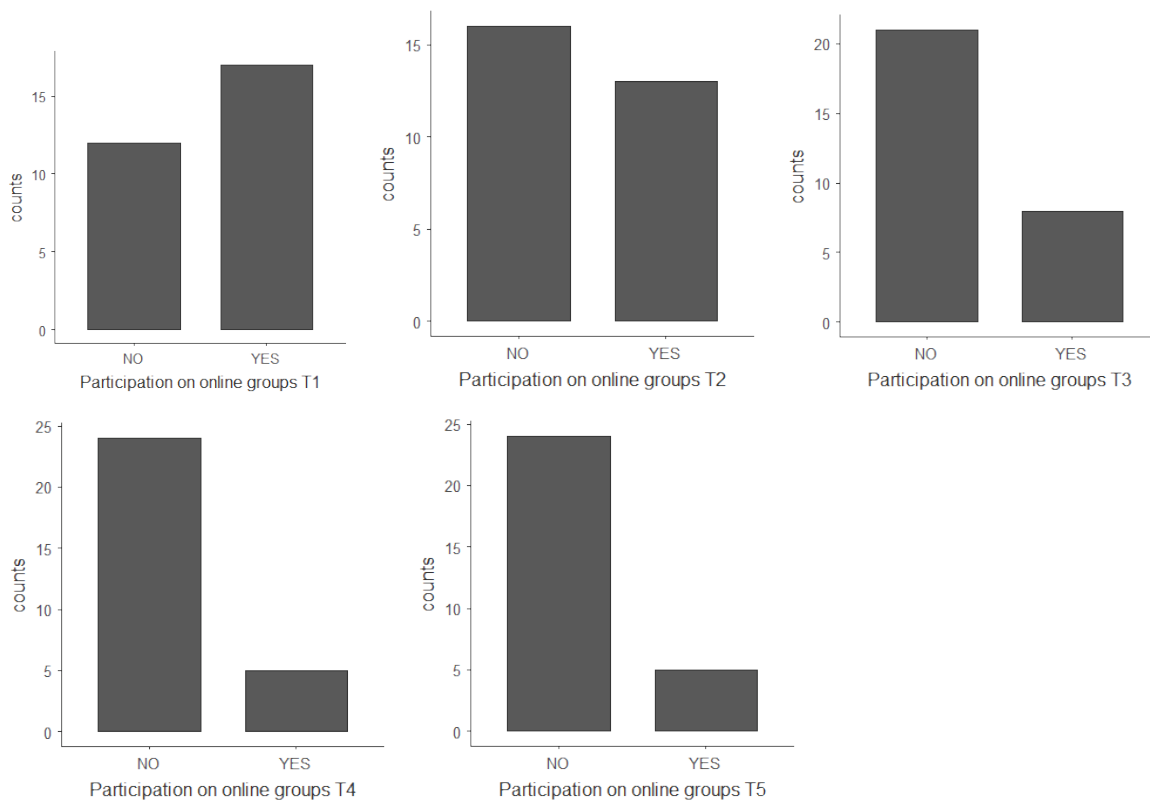 15
10
5
0
counts
NO YES
Participation on online groups T1
15
10
5
0
counts
NO YES
Participation on online groups T2
20
15
10
5
0
counts
NO YES
Participation on online groups T3
25
20
15
10
5
0
counts
NO YES
Participation on online groups T4
25
20
15
10
5
0
counts
NO YES
Participation on online groups T5